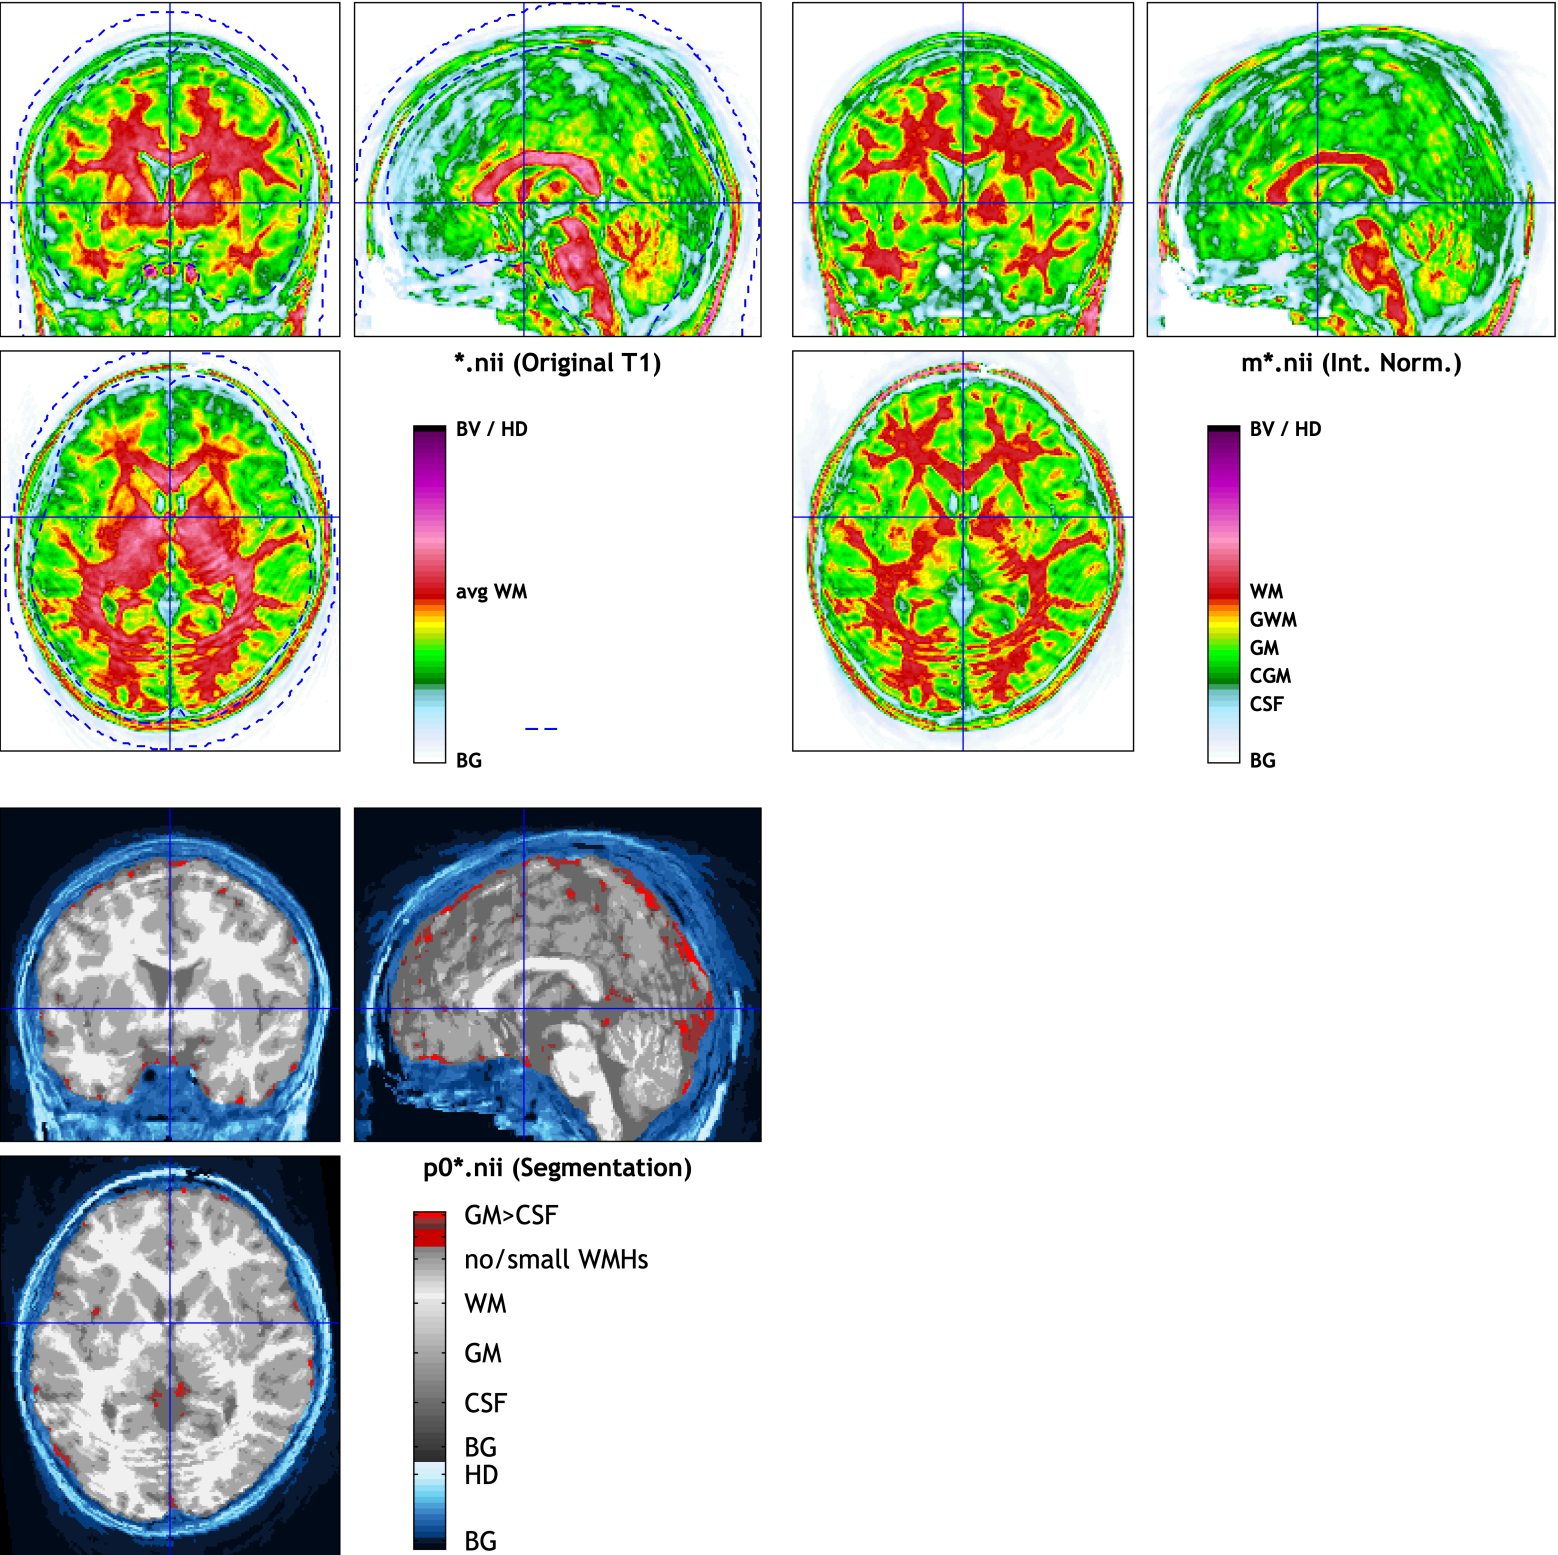 *.nii (Original T1)
BV / HD
avg WM
BG
m*.nii (Int. Norm.)
BV / HD
WM
GWM
GM
CGM
CSF
BG
p0*.nii (Segmentation)
GM>CSF
no/small WMHs
WM
GM
CSF
BG
HD
BG